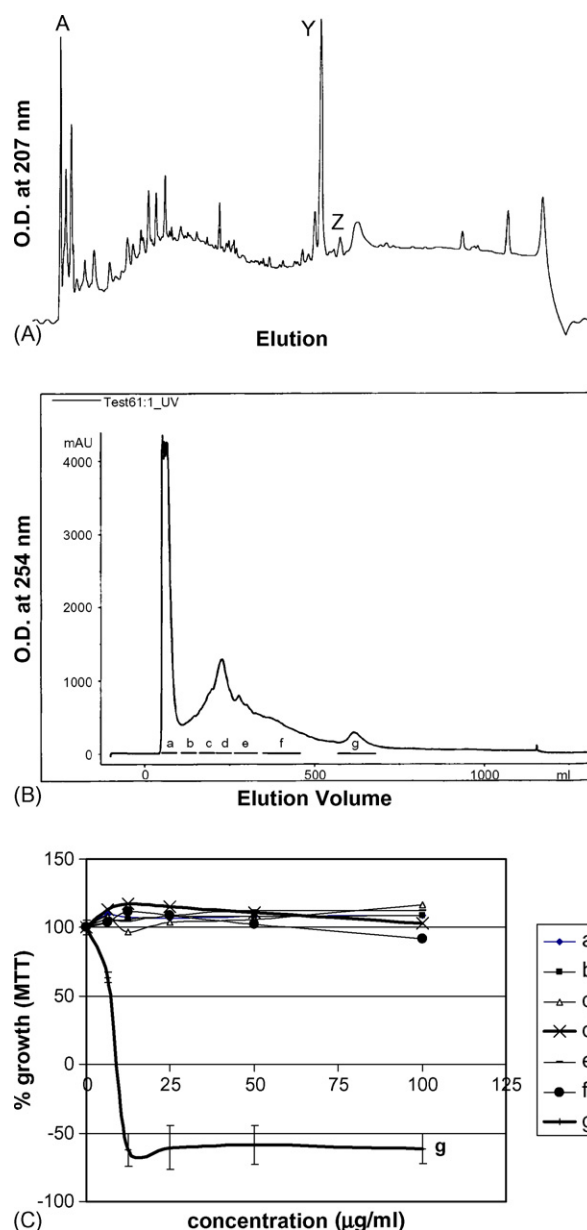 A
Y
Z
O.D. at 207 nm
(A)
Elution
Test61:1_UV
mAU
4000
3000
2000
1000
0
O.D. at 254 nm
a b c d e f g
0 500 1000 ml
(B)
Elution Volume
150
100
50
0
-50
-100
0 25 50 75 100 125
% growth (MTT)
g
a
b
e
f
(C)
concentration (µg/ml)